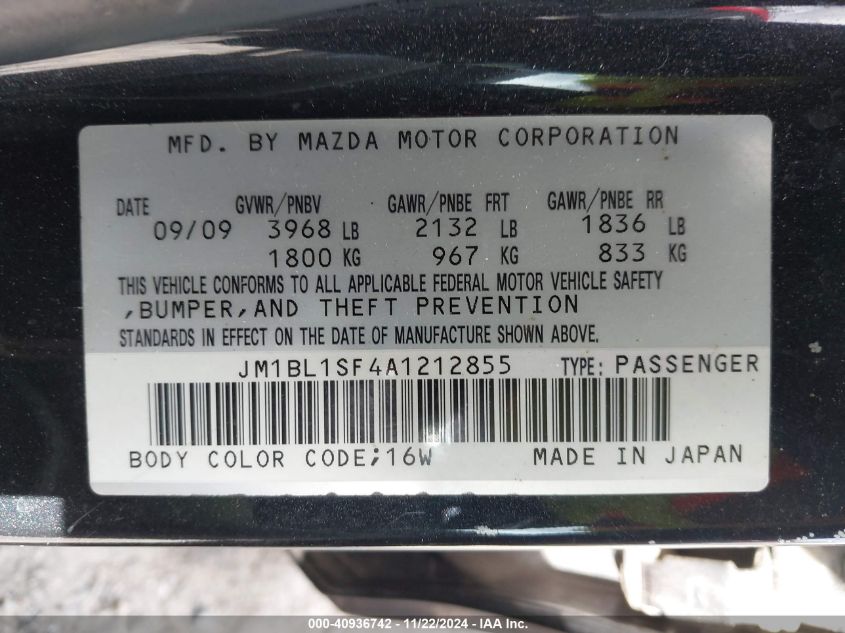 MFD. BY MAZDA MOTOR CORPORATION
DATE GVWR/PNBV GAWR/PNBE FRT GAWR/PNBE RR
09/09 3968 LB 2132 LB 1836 LB
1800 KG 967 KG 833 KG
THIS VEHICLE CONFORMS TO ALL APPLICABLE FEDERAL MOTOR VEHICLE SAFETY
,BUMPER,AND THEFT PREVENTION
STANDARDS IN EFFECT ON THE DATE OF MANUFACTURE SHOWN ABOVE.
JM1BL1SF4A1212855 TYPE: PASSENGER
BODY COLOR CODE;16W MADE IN JAPAN
000-40936742 - 11/22/2024 - IAA Inc.